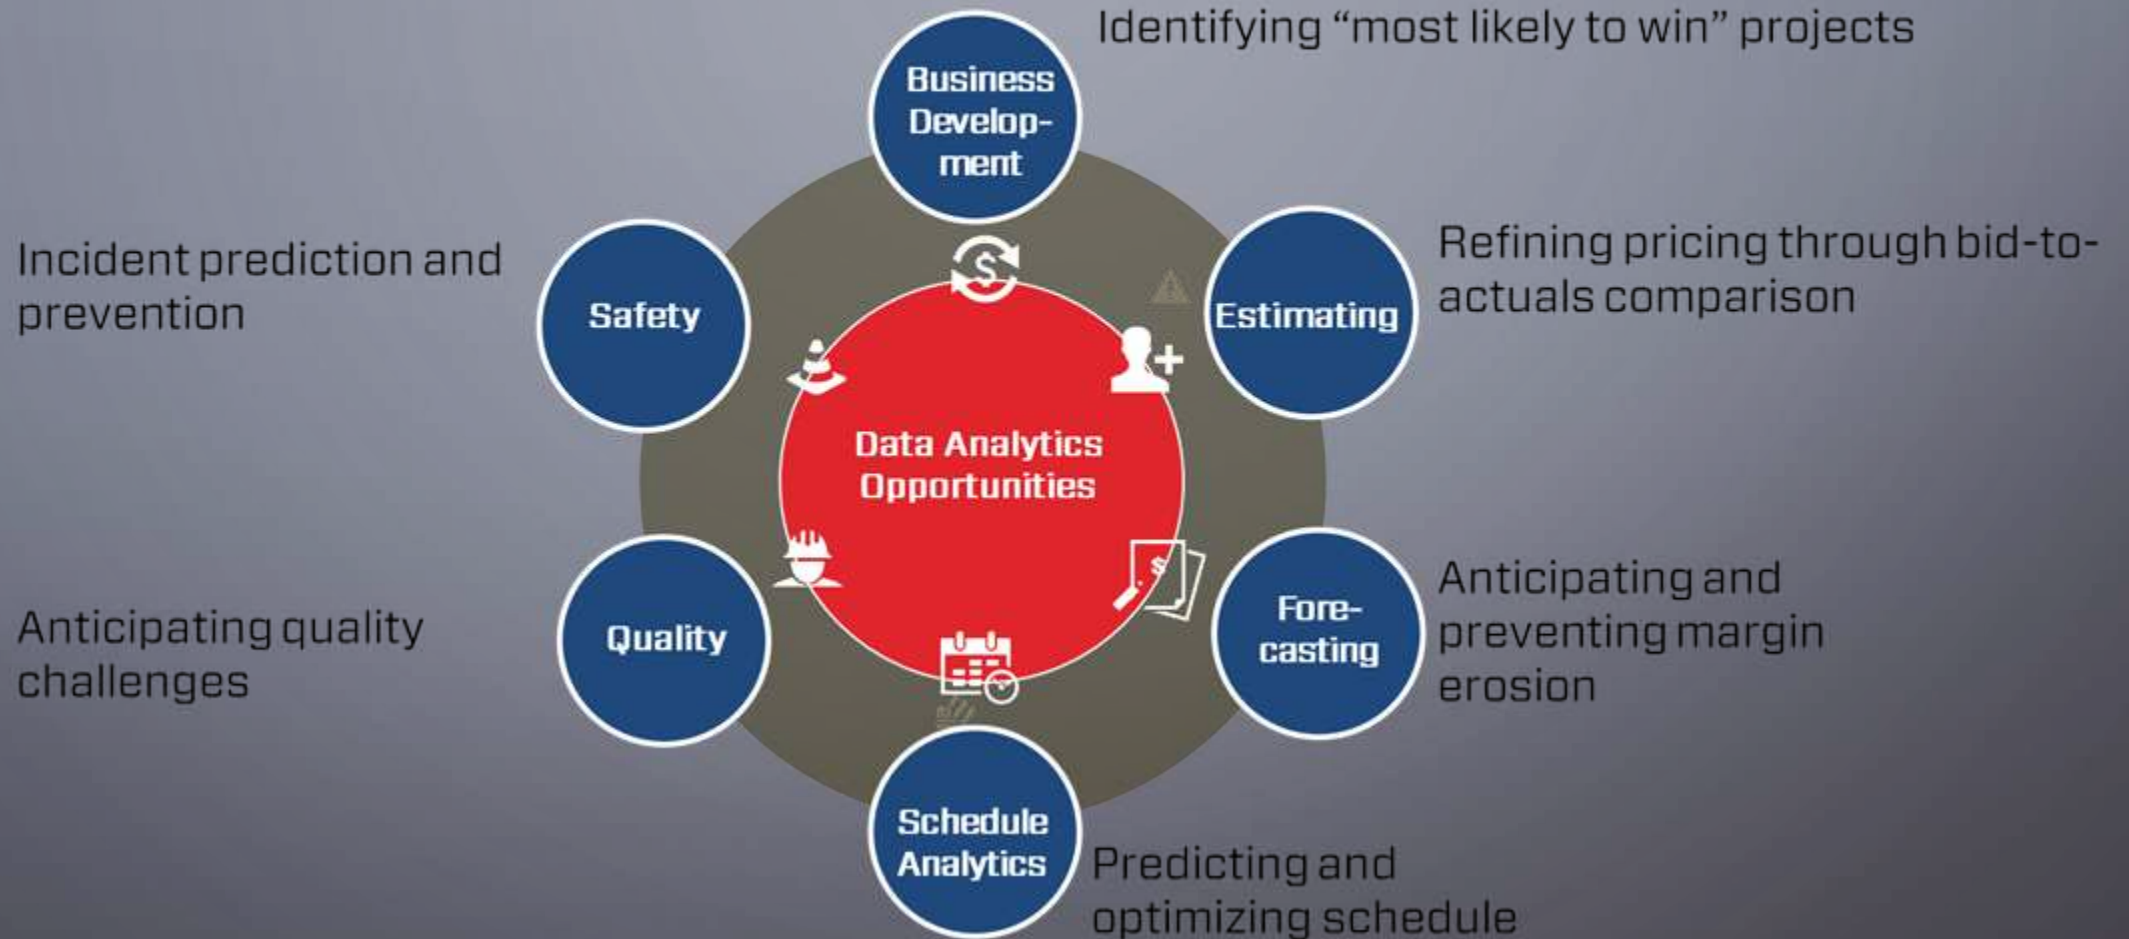 Identifying “most likely to win” projects
Business
Develop-
ment
Refining pricing through bid-to-
actuals comparison
Estimating
Incident prediction and
prevention
Safety
Data Analytics
Opportunities
Anticipating and
preventing margin
erosion
Fore-
casting
Anticipating quality
challenges
Quality
Schedule
Analytics
Predicting and
optimizing schedule
$
$